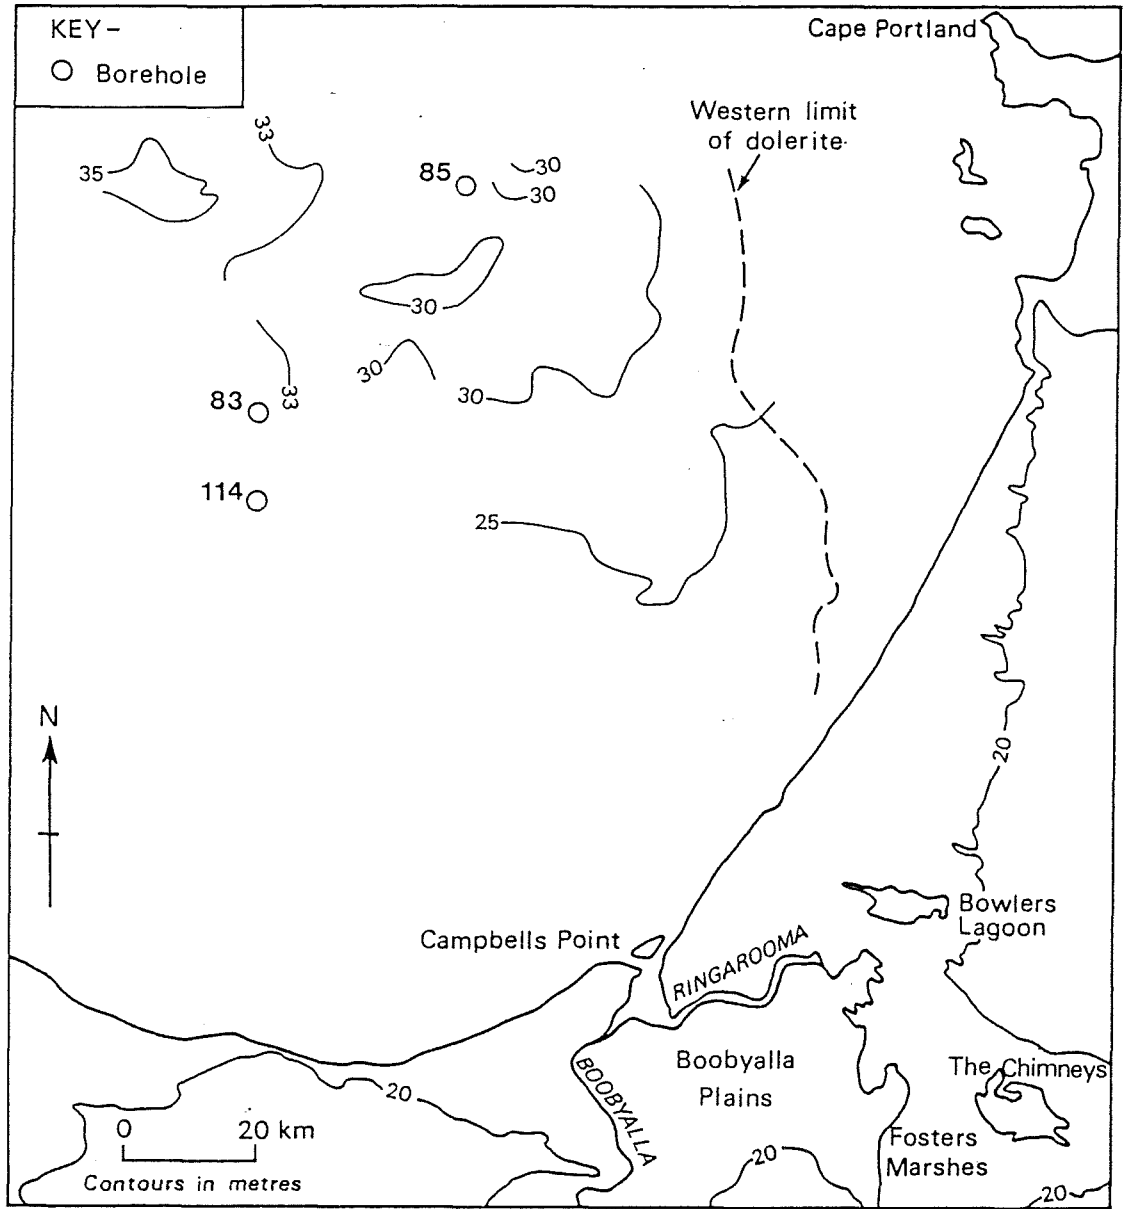 KEY-
Borehole
Cape Portland
Western limit
of dolerite
33
35
85
30
30
30
30
33
30
83
114
25
N
20
Bowlers
Lagoon
Campbells Point
RINGAROOMA
Boobyalla
Plains
The Chimneys
BOOBYALLA
20
0 20 km
Fosters
Marshes
20
Contours in metres
20